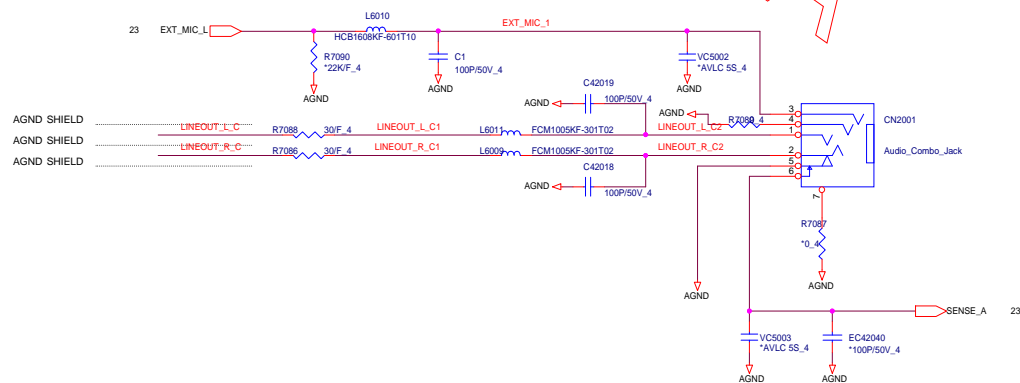 L6010
23 EXT_MIC_L EXT_MIC_1
HCB1608KF-601T10
R7090
*22K/F_4
C1
100P/50V_4
VC5002
*AVLC 5S_4
AGND
AGND
AGND
C42019
AGND 100P/50V_4
AGND SHIELD
LINEOUT_L_C R7088 30/F_4 LINEOUT_L_C1 L6011 FCM1005KF-301T02 LINEOUT_L_C2
AGND SHIELD
LINEOUT_R_C R7086 30/F_4 LINEOUT_R_C1 L6009 FCM1005KF-301T02 LINEOUT_R_C2
AGND SHIELD
C42018
AGND 100P/50V_4
AGND
3
4
1
2
5
6
7
CN2001
Audio_Combo_Jack
R7087
*0_4
AGND
AGND
SENSE_A 23
VC5003
*AVLC 5S_4
EC42040
*100P/50V_4
AGND
AGND